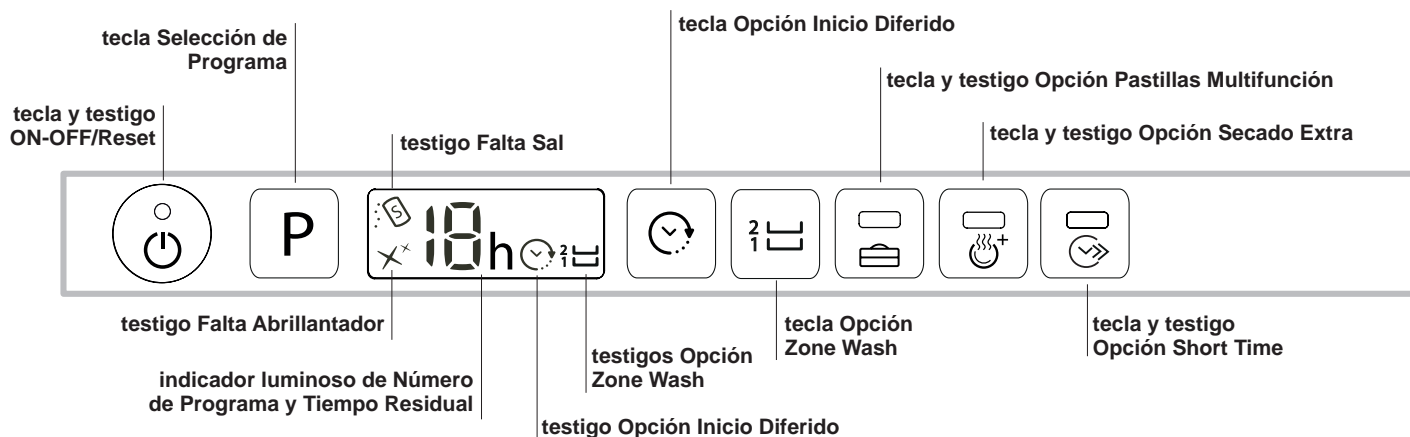 tecla Opción Inicio Diferido
tecla Selección de
Programa
tecla y testigo Opción Pastillas Multifunción
tecla y testigo
ON-OFF/Reset
testigo Falta Sal
tecla y testigo Opción Secado Extra
P
S
18h
2
1
2
1
+
testigo Falta Abrillantador
tecla Opción
Zone Wash
tecla y testigo
Opción Short Time
testigos Opción
Zone Wash
indicador luminoso de Número
de Programa y Tiempo Residual
testigo Opción Inicio Diferido